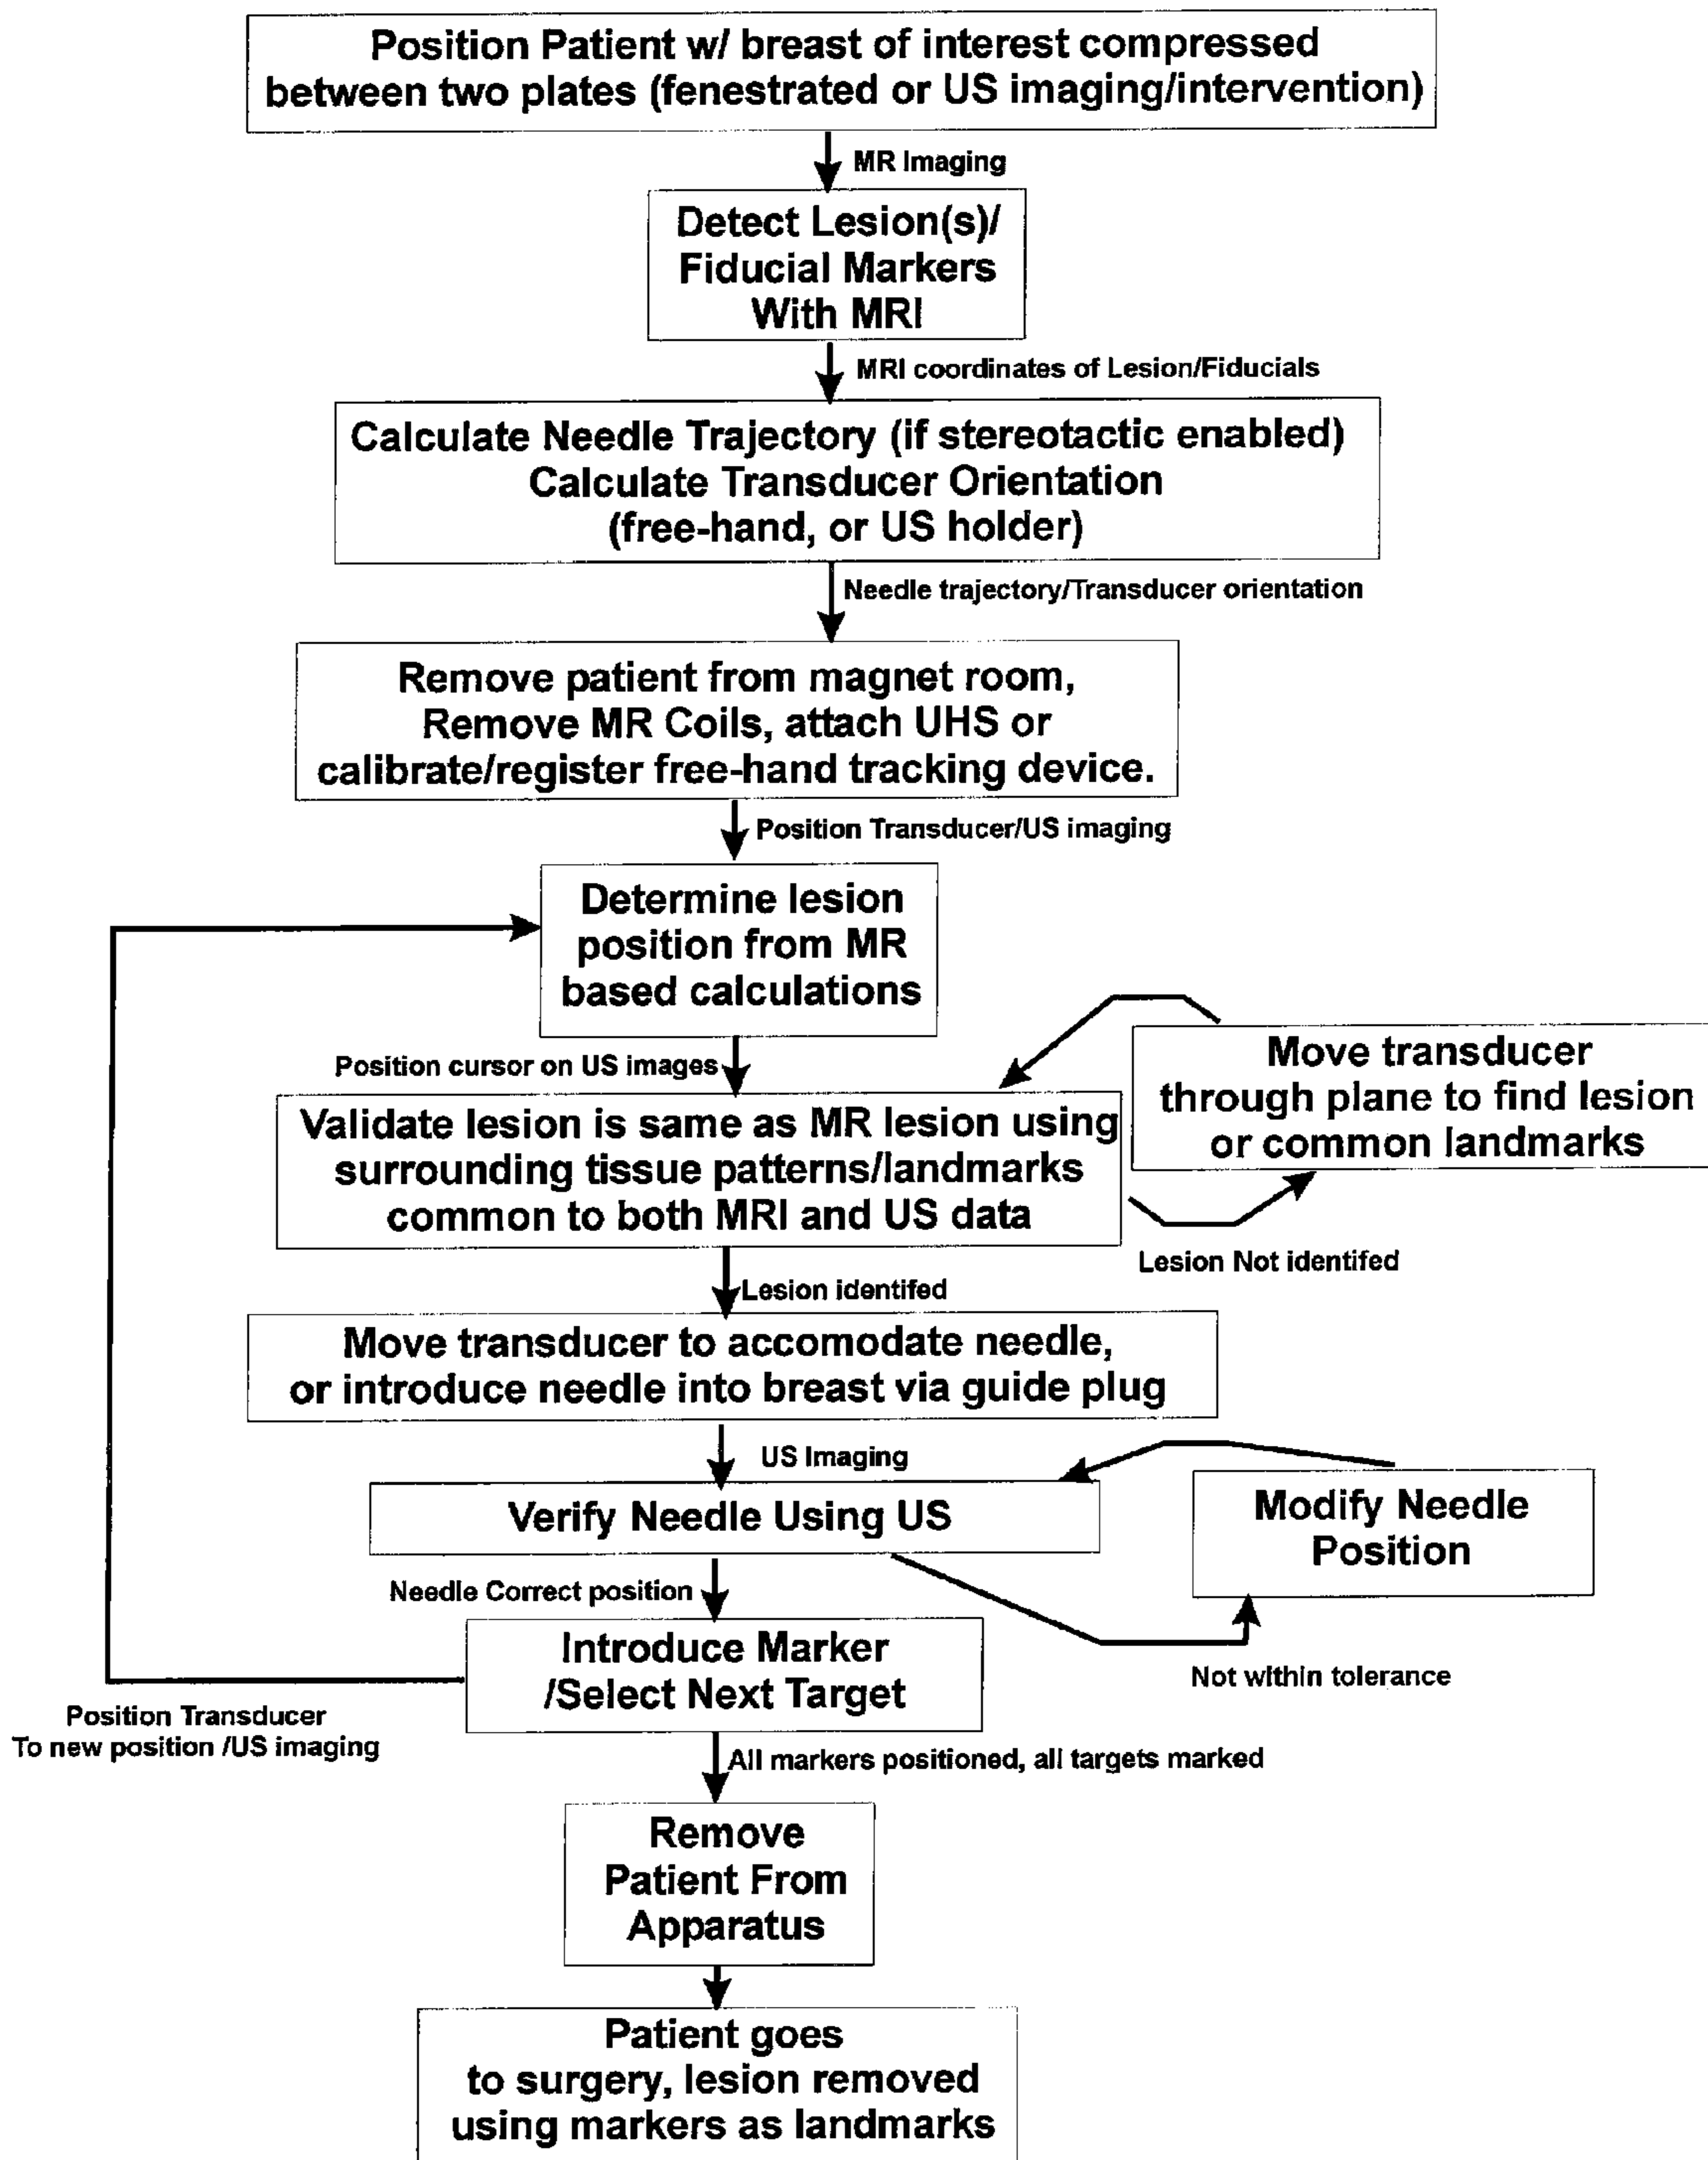 Position Patient w/ breast of interest compressed
between two plates (fenestrated or US imaging/intervention)
MR Imaging
Detect Lesion(s)/
Fiducial Markers
With MRI
MRI coordinates of Lesion/Fiducials
Calculate Needle Trajectory (if stereotactic enabled)
Calculate Transducer Orientation
(free-hand, or US holder)
Needle trajectory/Transducer orientation
Remove patient from magnet room,
Remove MR Coils, attach UHS or
calibrate/register free-hand tracking device.
Position Transducer/US imaging
Determine lesion
position from MR
based calculations
Position cursor on US images
Move transducer
through plane to find lesion
or common landmarks
Validate lesion is same as MR lesion using
surrounding tissue patterns/landmarks
common to both MRI and US data
Lesion Not identifed
Lesion identifed
Move transducer to accomodate needle,
or introduce needle into breast via guide plug
US Imaging
Verify Needle Using US
Modify Needle
Position
Needle Correct position
Not within tolerance
Introduce Marker
/Select Next Target
Position Transducer
To new position /US imaging
All markers positioned, all targets marked
Remove
Patient From
Apparatus
Patient goes
to surgery, lesion removed
using markers as landmarks